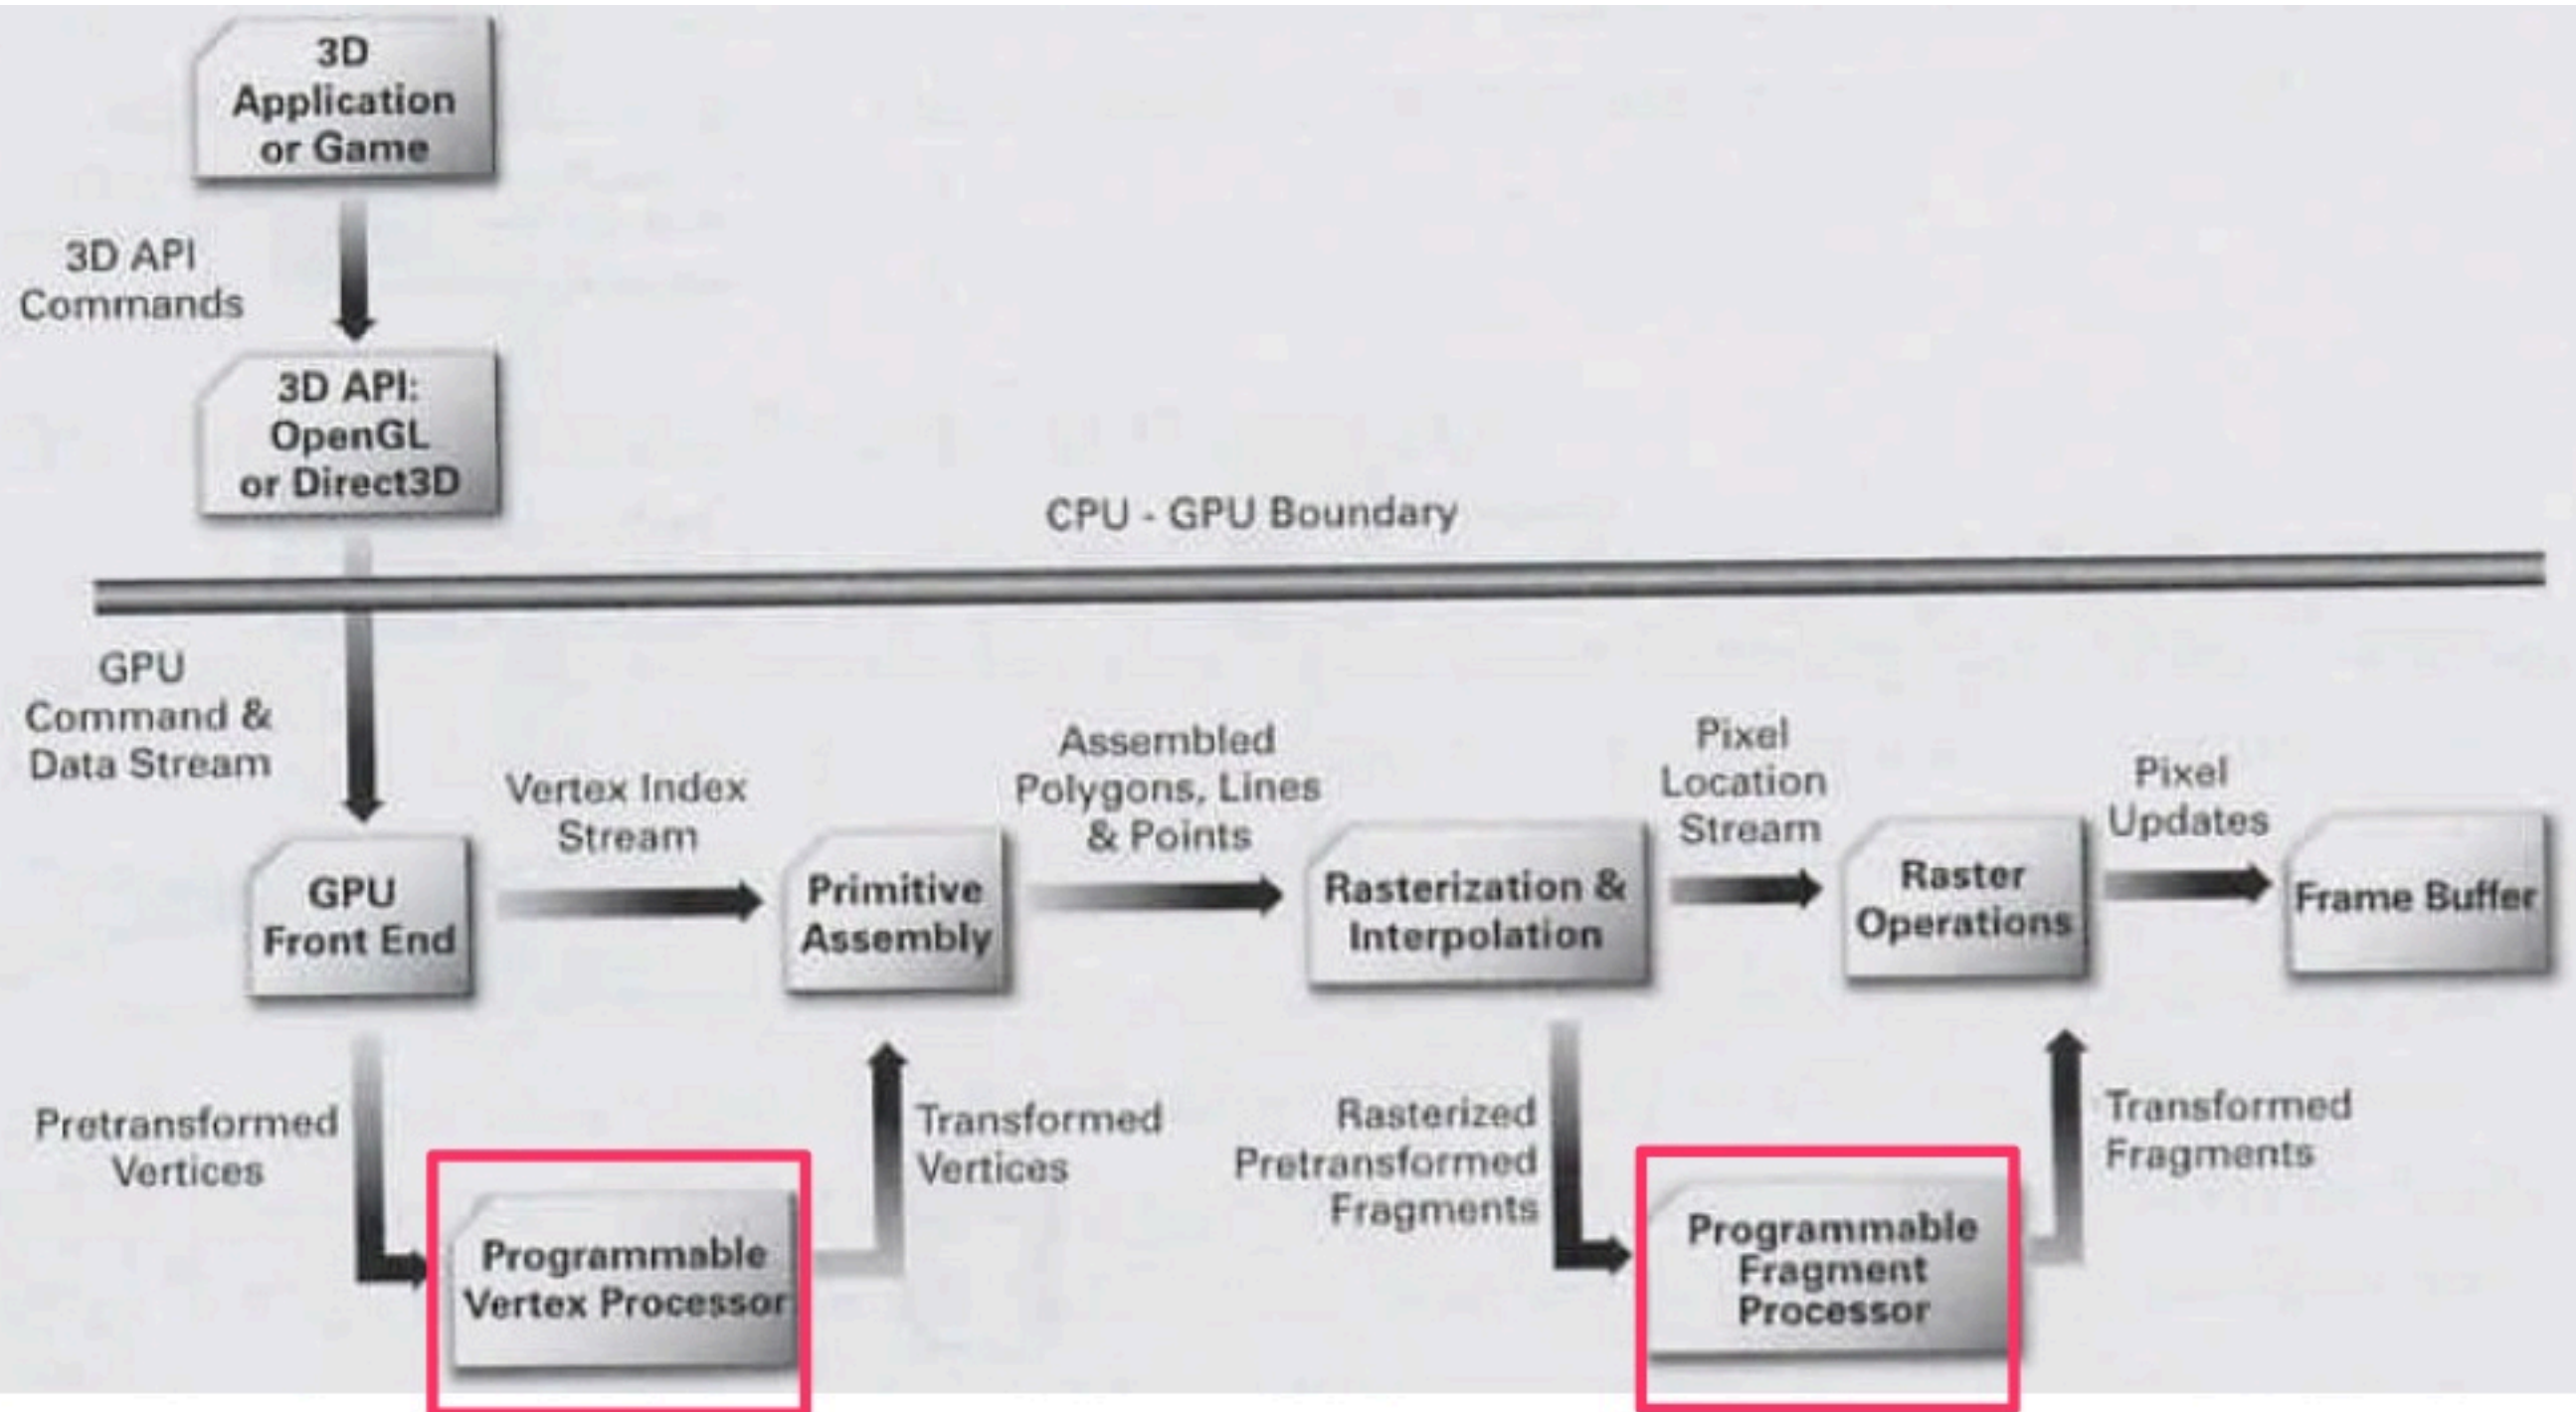 3D
Application
or Game
3D API
Commands
3D API:
OpenGL
or Direct3D
CPU - GPU Boundary
GPU
Command &
Data Stream
Vertex Index
Stream
Assembled
Polygons, Lines
& Points
Pixel
Location
Stream
Pixel
Updates
GPU
Front End
Primitive
Assembly
Rasterization &
Interpolation
Raster
Operations
Frame Buffer
Pretransformed
Vertices
Transformed
Vertices
Rasterized
Pretransformed
Fragments
Transformed
Fragments
Programmable
Vertex Processor
Programmable
Fragment
Processor